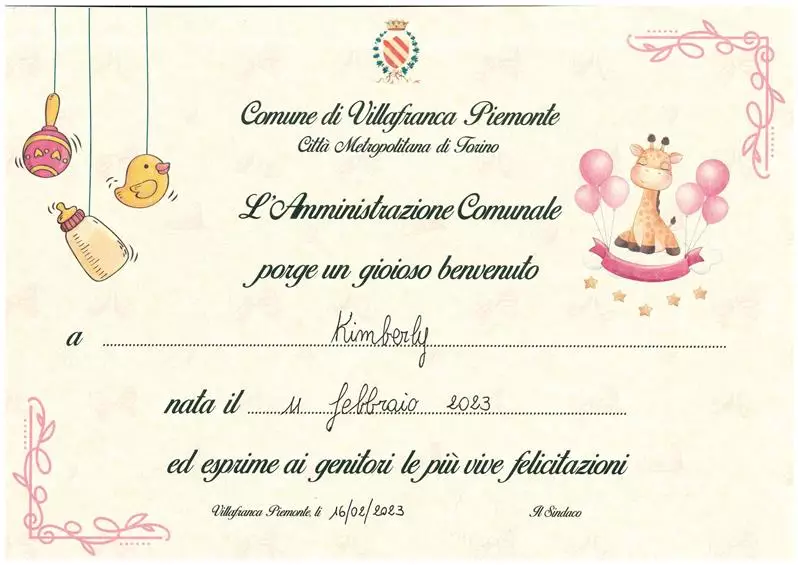 Comune di Villafranca Piemonte
Città Metropolitana di Torino
L'Amministrazione Comunale
porge un gioioso benvenuto
a Kimberly
nata il 11 febbraio 2023
ed esprime ai genitori le più vive felicitazioni
Villafranca Piemonte, li 16/02/2023 Il Sindaco